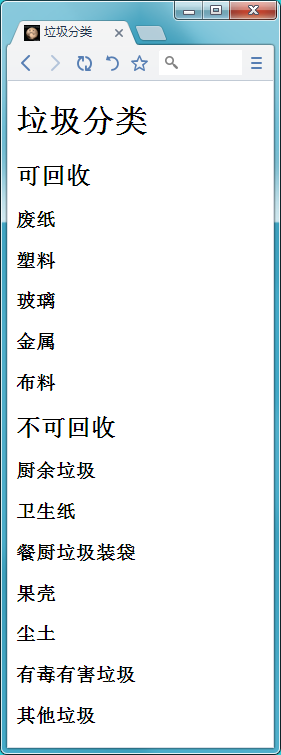 垃圾分类
垃圾分类
可回收
废纸
塑料
玻璃
金属
布料
不可回收
厨余垃圾
卫生纸
餐厨垃圾装袋
果壳
尘土
有毒有害垃圾
其他垃圾